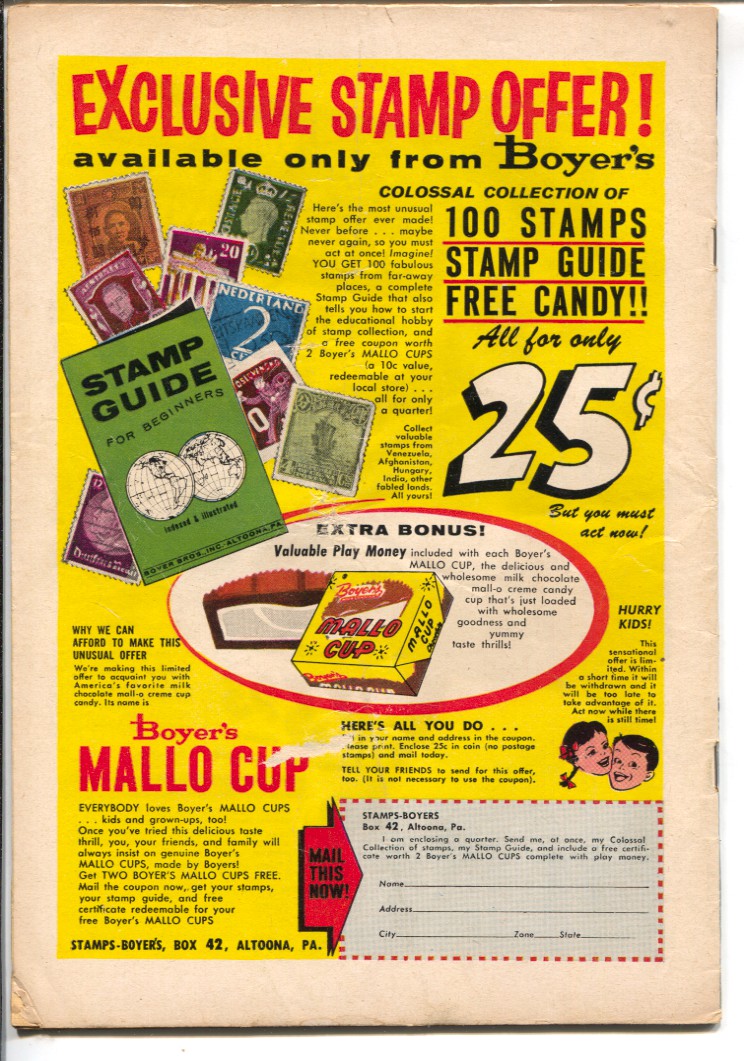 EXCLUSIVE STAMP OFFER!
available only from Boyer's
COLOSSAL COLLECTION OF
100 STAMPS
STAMP GUIDE
FREE CANDY!!
All for only
25¢
But you must
act now!
Here's the most unusual
stamp offer ever made!
Never before . . . maybe
never again, so you must
act at once! Imagine!
YOU GET 100 fabulous
stamps from far-away
places, a complete
Stamp Guide that also
tells you how to start
the educational hobby
of stamp collection, and
a free coupon worth
2 Boyer's MALLO CUPS
(a 10c value,
redeemable at your
local store) . . .
all for only
a quarter!
Collect
valuable
stamps from
Venezuela,
Afghanistan,
Hungary,
India, other
fabled lands.
All yours!
20
NEDERLAND
2
STAMP
GUIDE
FOR BEGINNERS
indexed & illustrated
BOYER BROS., INC. ALTOONA, PA.
EXTRA BONUS!
Valuable Play Money included with each Boyer's
MALLO CUP, the delicious and
wholesome milk chocolate
mall-o creme candy
cup that's just loaded
with wholesome
goodness and
yummy
taste thrills!
Boyer's
MALLO
CUP
MALLO
CUP
HURRY
KIDS!
This
sensational
offer is lim-
ited. Within
a short time it will
be withdrawn and it
will be too late to
take advantage of it.
Act now while there
is still time!
WHY WE CAN
AFFORD TO MAKE THIS
UNUSUAL OFFER
We're making this limited
offer to acquaint you with
America's favorite milk
chocolate mall-o creme cup
candy. Its name is
Boyer's
MALLO CUP
EVERYBODY loves Boyer's MALLO CUPS
. . . kids and grown-ups, too!
Once you've tried this delicious taste
thrill, you, your friends, and family will
always insist on genuine Boyer's
MALLO CUPS, made by Boyers!
Get TWO BOYER'S MALLO CUPS FREE.
Mail the coupon now, get your stamps,
your stamp guide, and free
certificate redeemable for your
free Boyer's MALLO CUPS
STAMPS-BOYER'S, BOX 42, ALTOONA, PA.
HERE'S ALL YOU DO . . .
in your name and address in the coupon.
lease print. Enclose 25c in coin (no postage
stamps) and mail today.
TELL YOUR FRIENDS to send for this offer,
too. (It is not necessary to use the coupon).
MAIL
THIS
NOW!
STAMPS-BOYERS
Box 42, Altoona, Pa.
I am enclosing a quarter. Send me, at once, my Colossal
Collection of stamps, my Stamp Guide, and include a free certifi-
cate worth 2 Boyer's MALLO CUPS complete with play money.
Name
Address
City Zone State